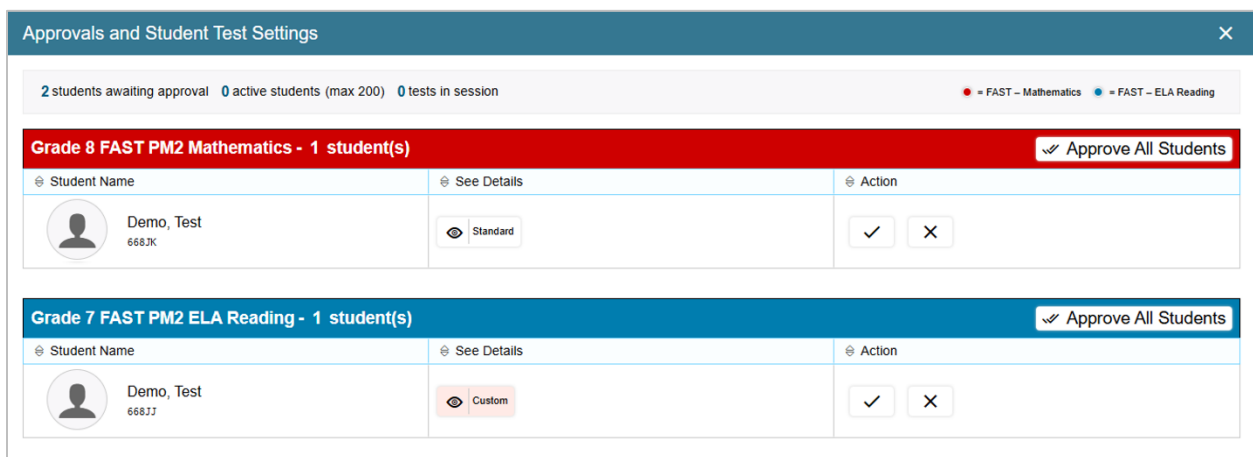 Approvals and Student Test Settings
2 students awaiting approval 0 active students (max 200) 0 tests in session = FAST – Mathematics = FAST – ELA Reading
Grade 8 FAST PM2 Mathematics - 1 student(s) Approve All Students
Student Name See Details Action
Demo, Test
668JK
Standard
Grade 7 FAST PM2 ELA Reading - 1 student(s) Approve All Students
Student Name See Details Action
Demo, Test
668JJ
Custom